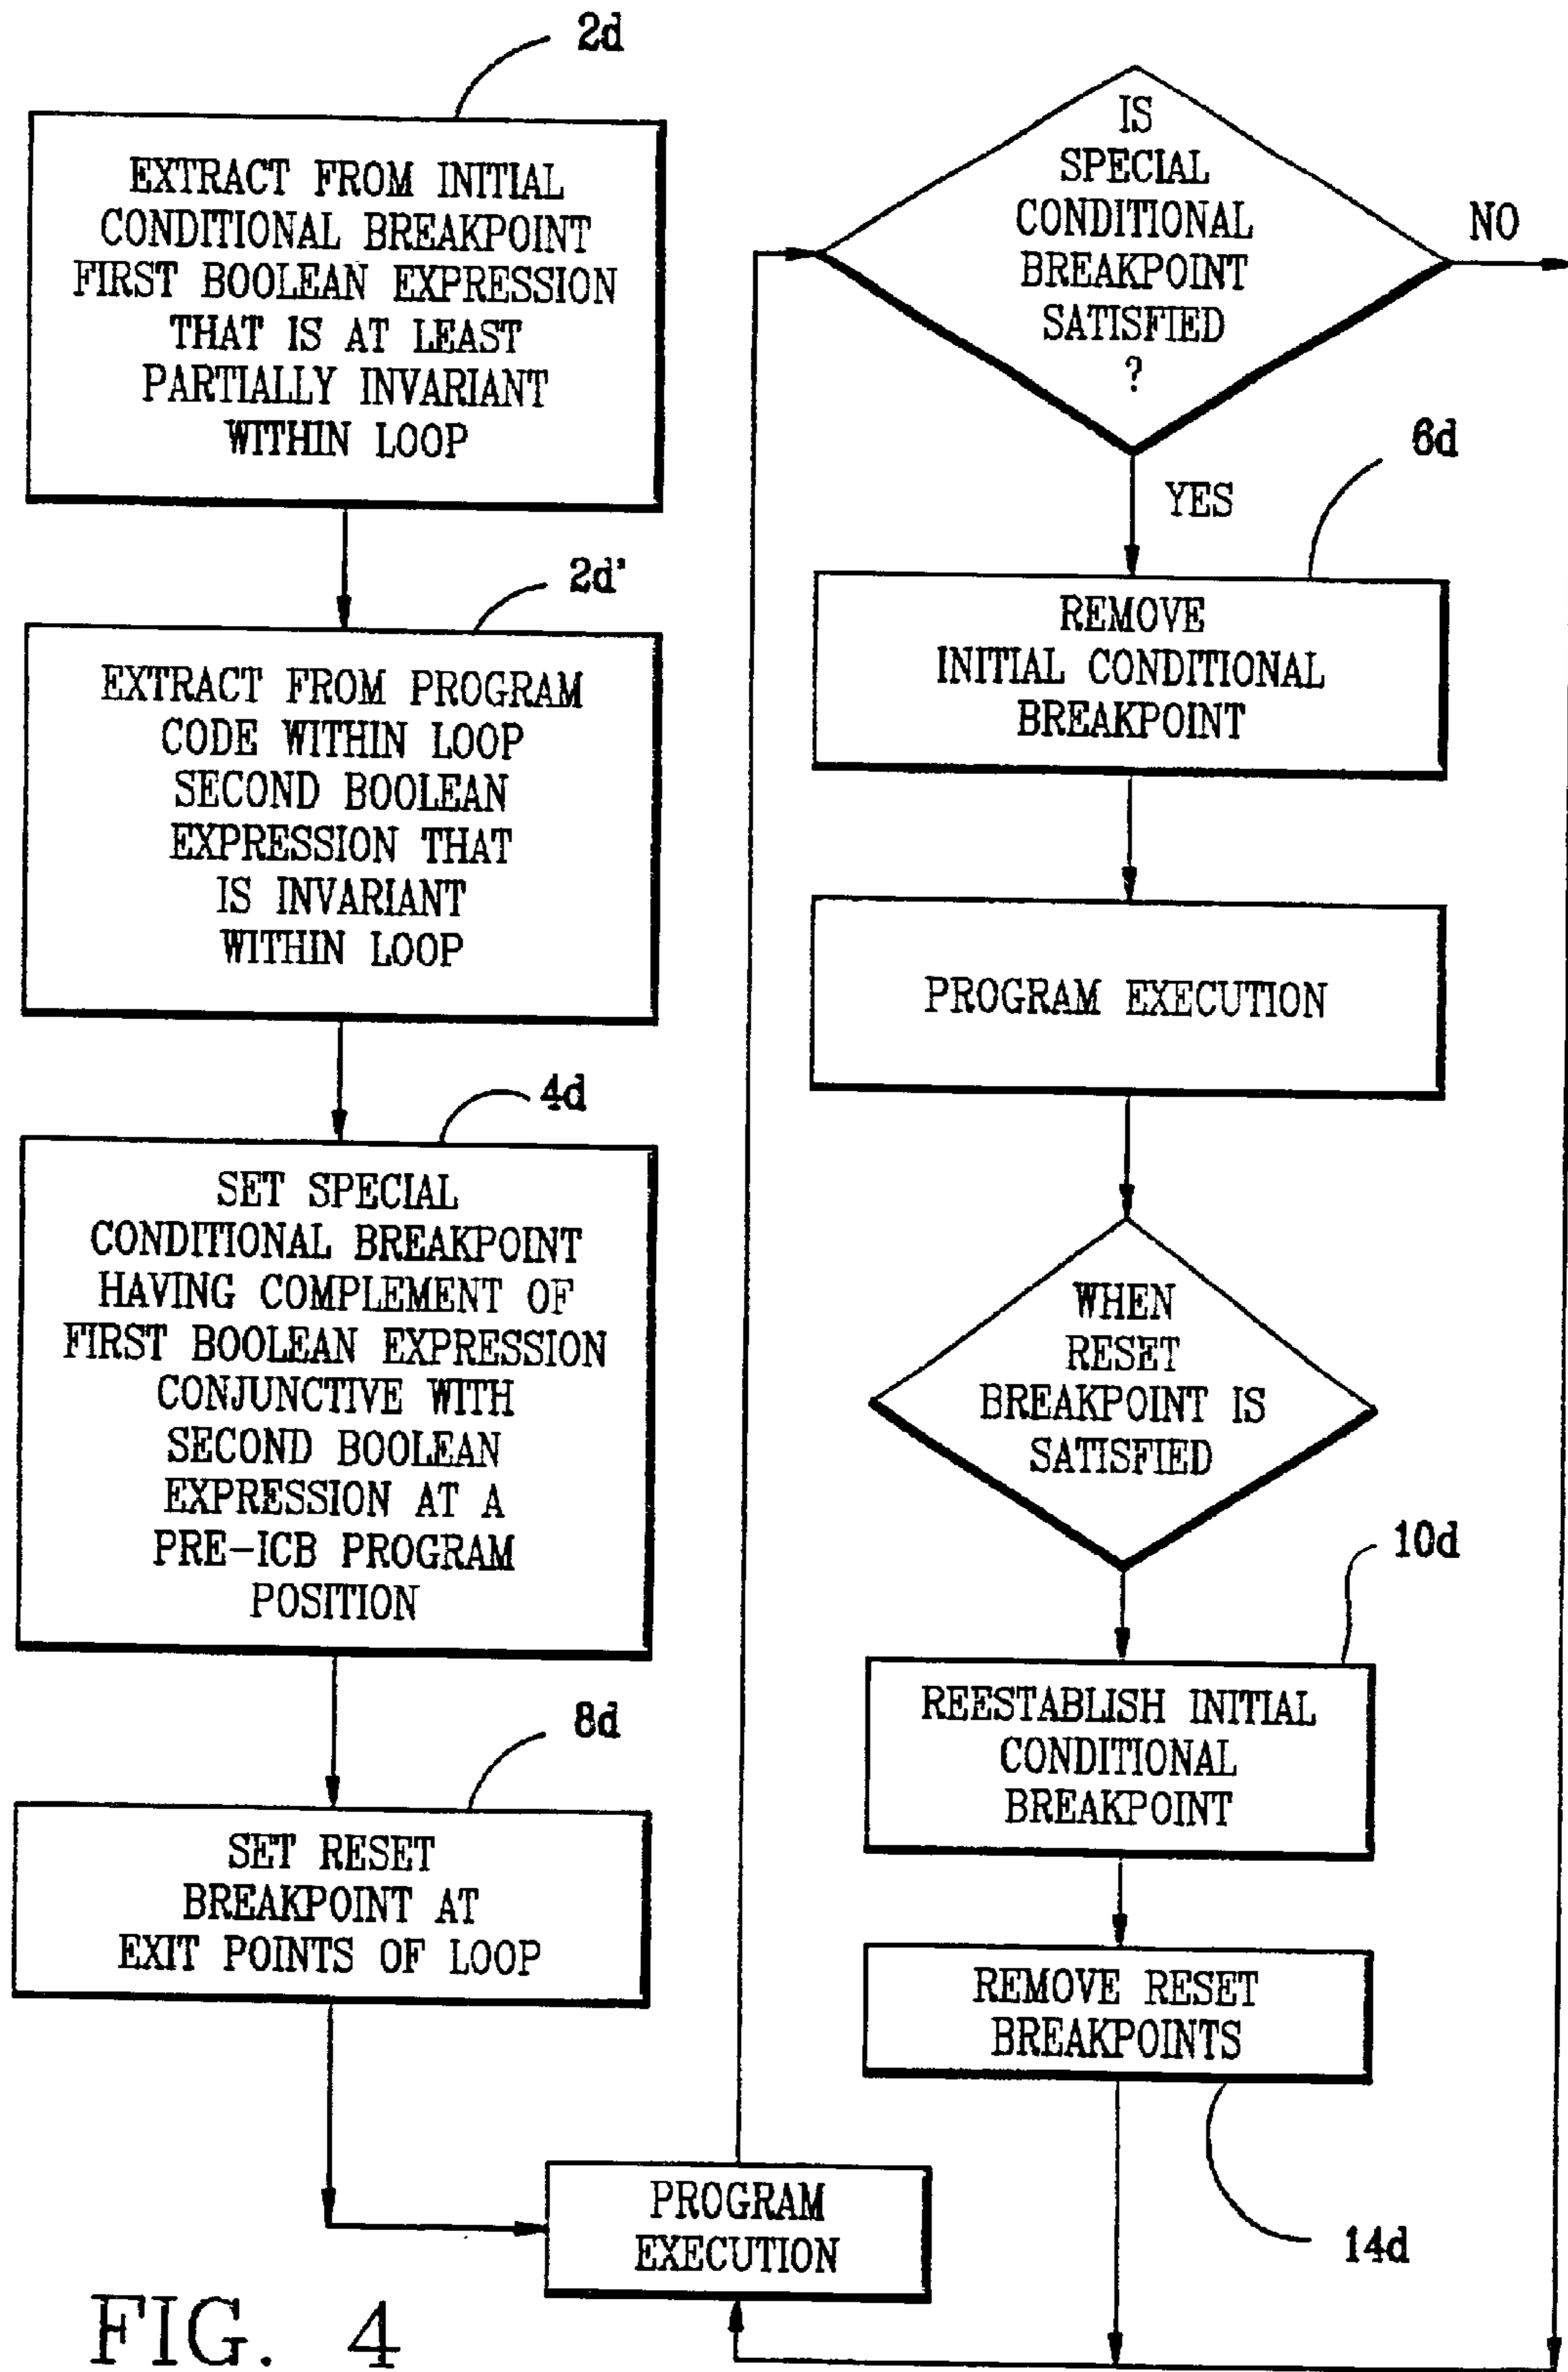 2d
EXTRACT FROM INITIAL
CONDITIONAL BREAKPOINT
FIRST BOOLEAN EXPRESSION
THAT IS AT LEAST
PARTIALLY INVARIANT
WITHIN LOOP
2d'
EXTRACT FROM PROGRAM
CODE WITHIN LOOP
SECOND BOOLEAN
EXPRESSION THAT
IS INVARIANT
WITHIN LOOP
4d
SET SPECIAL
CONDITIONAL BREAKPOINT
HAVING COMPLEMENT OF
FIRST BOOLEAN EXPRESSION
CONJUNCTIVE WITH
SECOND BOOLEAN
EXPRESSION AT A
PRE-ICB PROGRAM
POSITION
8d
SET RESET
BREAKPOINT AT
EXIT POINTS OF LOOP
PROGRAM
EXECUTION
IS
SPECIAL
CONDITIONAL
BREAKPOINT
SATISFIED
?
NO
YES
6d
REMOVE
INITIAL CONDITIONAL
BREAKPOINT
PROGRAM EXECUTION
WHEN
RESET
BREAKPOINT IS
SATISFIED
10d
REESTABLISH INITIAL
CONDITIONAL
BREAKPOINT
REMOVE RESET
BREAKPOINTS
14d
FIG. 4